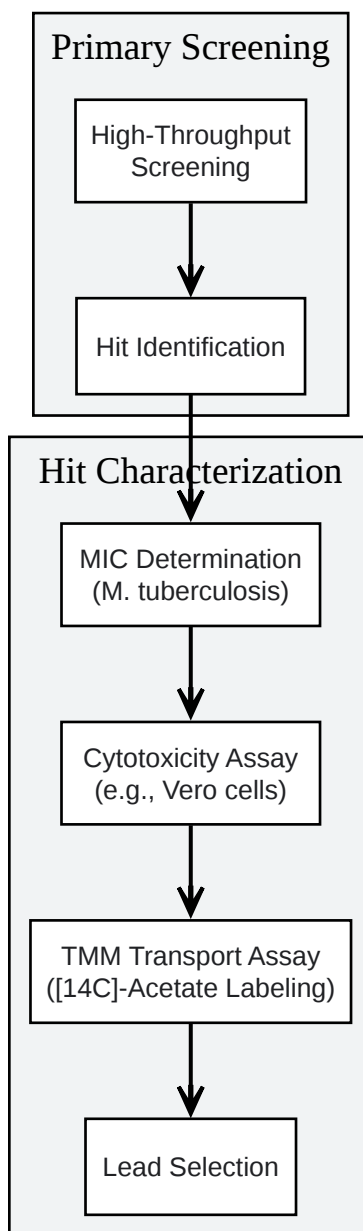 Primary Screening
High-Throughput
Screening
Hit Identification
Hit Characterization
MIC Determination
(M. tuberculosis)
Cytotoxicity Assay
(e.g., Vero cells)
TMM Transport Assay
([14C]-Acetate Labeling)
Lead Selection